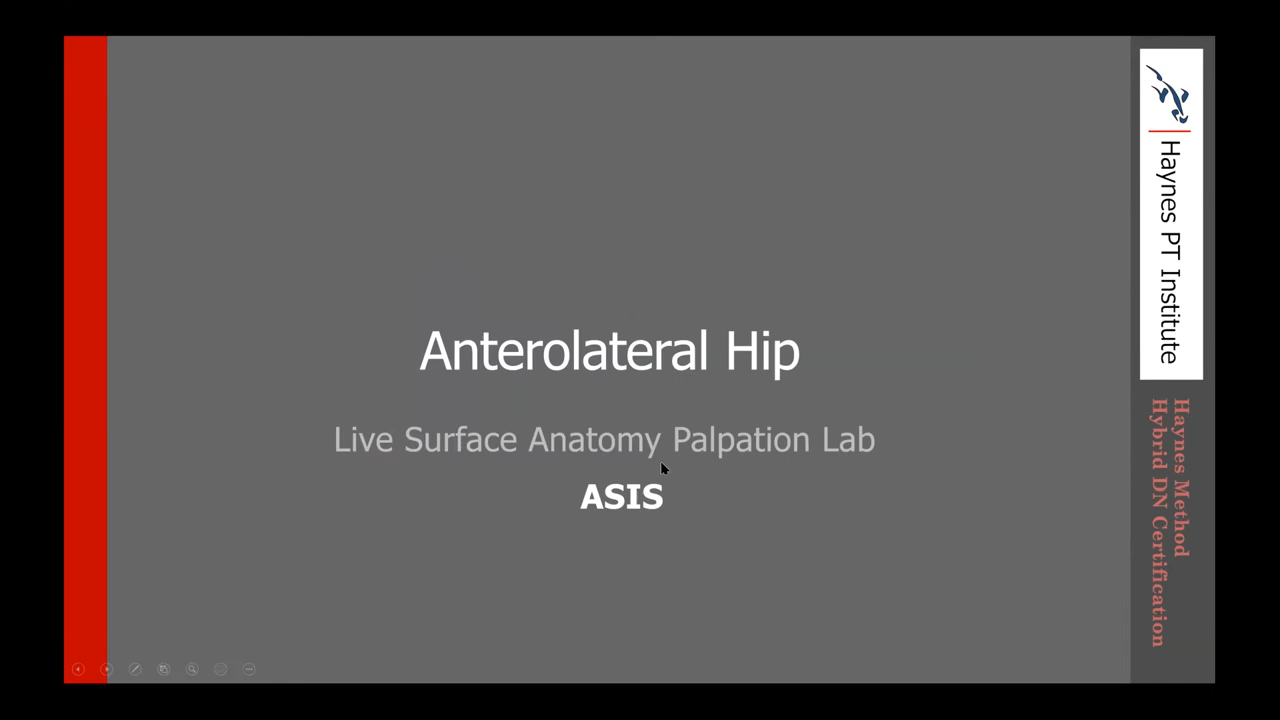 Anterolateral Hip
Live Surface Anatomy Palpation Lab
ASIS
Haynes PT Institute
Haynes Method
Hybrid DN Certification